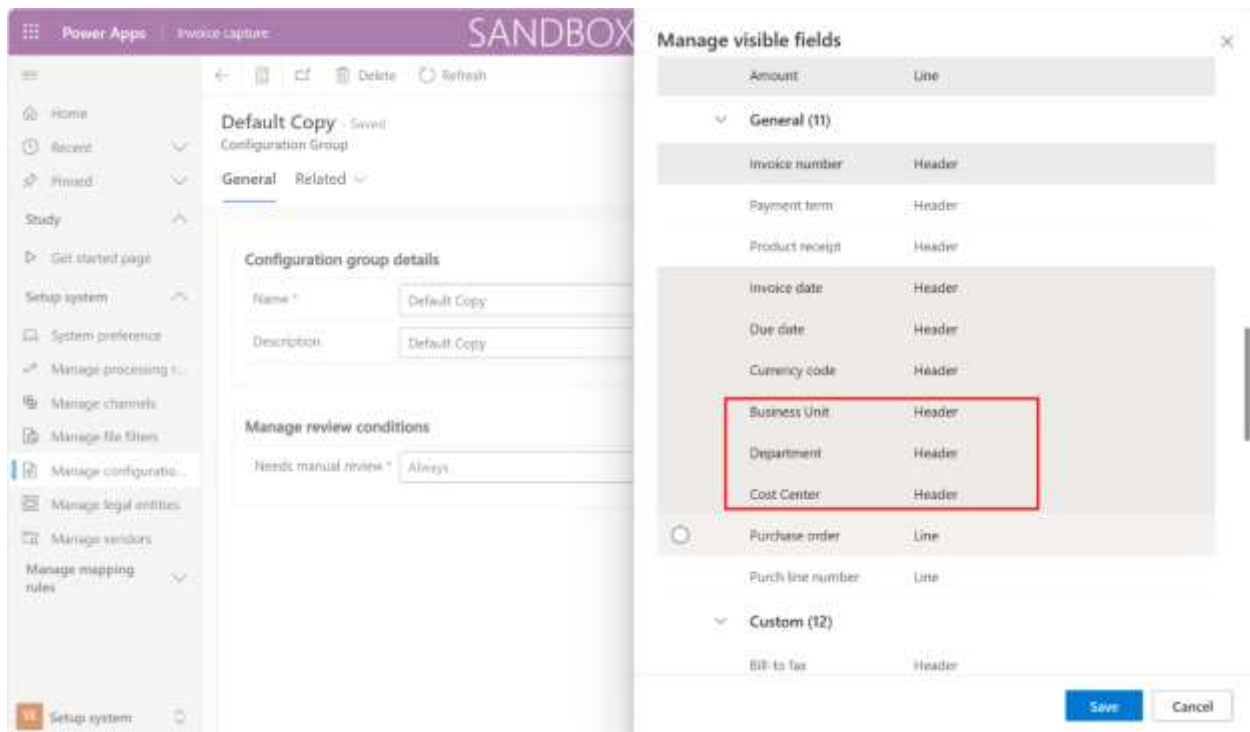 Power Apps Invoice capture SANDBOX
Delete Refresh
Home
Recent
Pinned
Study
Get started page
Setup system
System preference
Manage processing r...
Manage channels
Manage file filters
Manage configuratio...
Manage legal entities
Manage vendors
Manage mapping
rules
Setup system
Default Copy - Saved
Configuration Group
General Related
Configuration group details
Name * Default Copy
Description Default Copy
Manage review conditions
Needs manual review * Always
Manage visible fields
Amount Line
General (11)
Invoice number Header
Payment term Header
Product receipt Header
Invoice date Header
Due date Header
Currency code Header
Business Unit Header
Department Header
Cost Center Header
Purchase order Line
Purch line number Line
Custom (12)
Bill-to Tax Header
Save Cancel